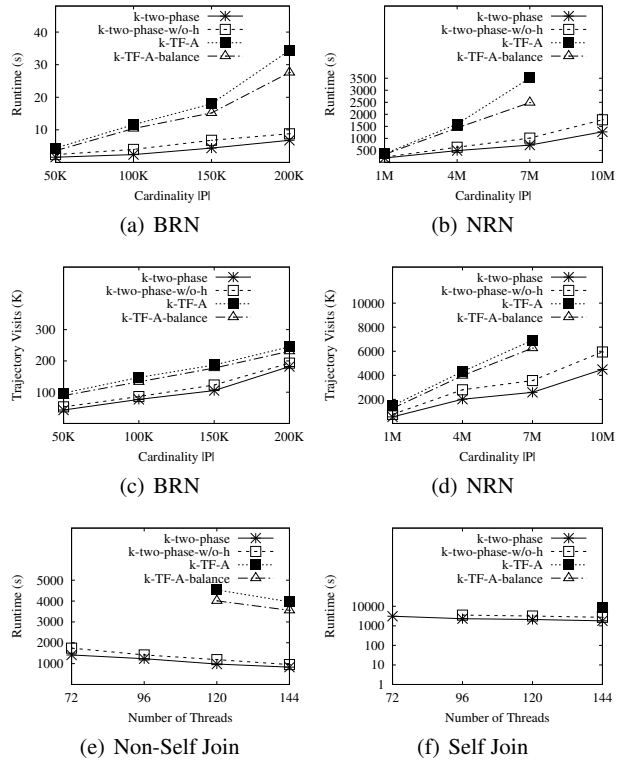 k-two-phase
k-two-phase-w/o-h
k-TF-A
k-TF-A-balance
Runtime (s)
40
30
20
10
50K 100K 150K 200K
Cardinality |P|
(a) BRN
k-two-phase
k-two-phase-w/o-h
k-TF-A
k-TF-A-balance
Runtime (s)
3500
3000
2500
2000
1500
1000
500
1M 4M 7M 10M
Cardinality |P|
(b) NRN
k-two-phase
k-two-phase-w/o-h
k-TF-A
k-TF-A-balance
Trajectory Visits (K)
300
200
100
50K 100K 150K 200K
Cardinality |P|
(c) BRN
k-two-phase
k-two-phase-w/o-h
k-TF-A
k-TF-A-balance
Trajectory Visits (K)
10000
8000
6000
4000
2000
1M 4M 7M 10M
Cardinality |P|
(d) NRN
k-two-phase
k-two-phase-w/o-h
k-TF-A
k-TF-A-balance
Runtime (s)
5000
4000
3000
2000
1000
72 96 120 144
Number of Threads
(e) Non-Self Join
k-two-phase
k-two-phase-w/o-h
k-TF-A
k-TF-A-balance
Runtime (s)
10000
1000
100
10
1
72 96 120 144
Number of Threads
(f) Self Join